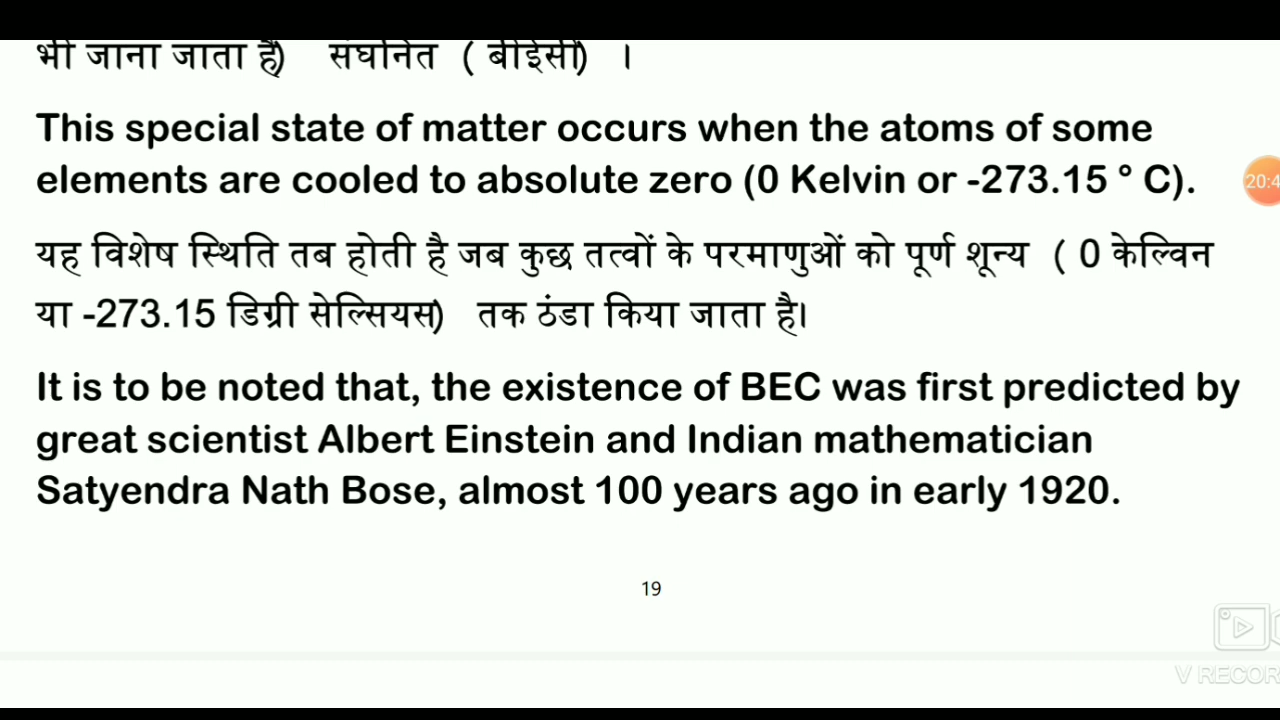 भी जाना जाता है) संघनित ( बीईसी) ।
This special state of matter occurs when the atoms of some
elements are cooled to absolute zero (0 Kelvin or -273.15 ° C).
यह विशेष स्थिति तब होती है जब कुछ तत्वों के परमाणुओं को पूर्ण शून्य ( 0 केल्विन
या -273.15 डिग्री सेल्सियस) तक ठंडा किया जाता है।
It is to be noted that, the existence of BEC was first predicted by
great scientist Albert Einstein and Indian mathematician
Satyendra Nath Bose, almost 100 years ago in early 1920.
19
20:4
V RECOR